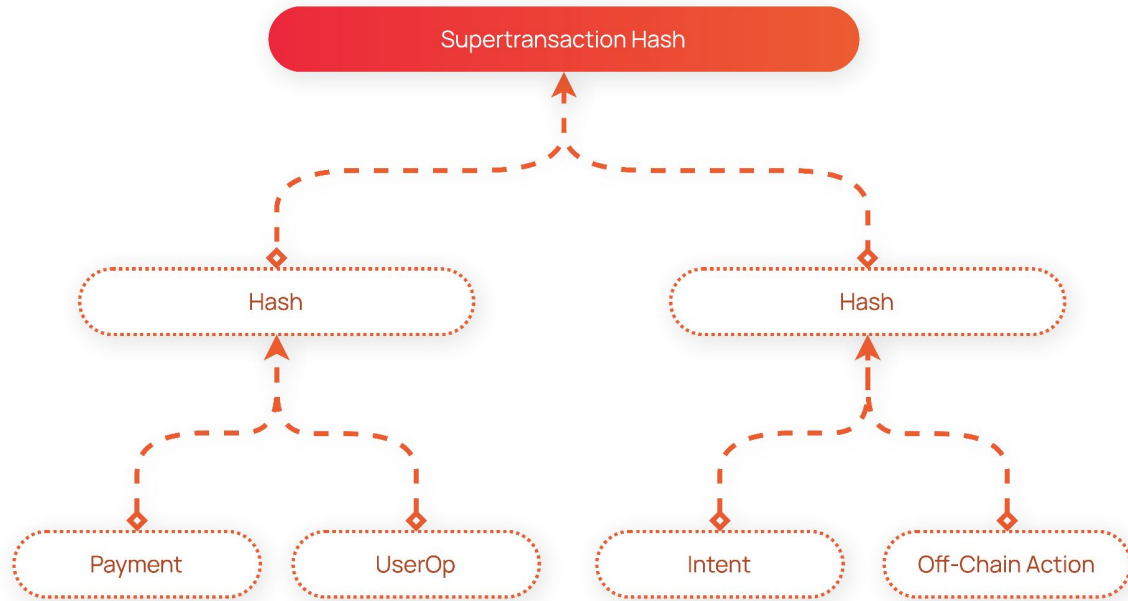 Supertransaction Hash
Hash
Hash
Payment
UserOp
Intent
Off-Chain Action